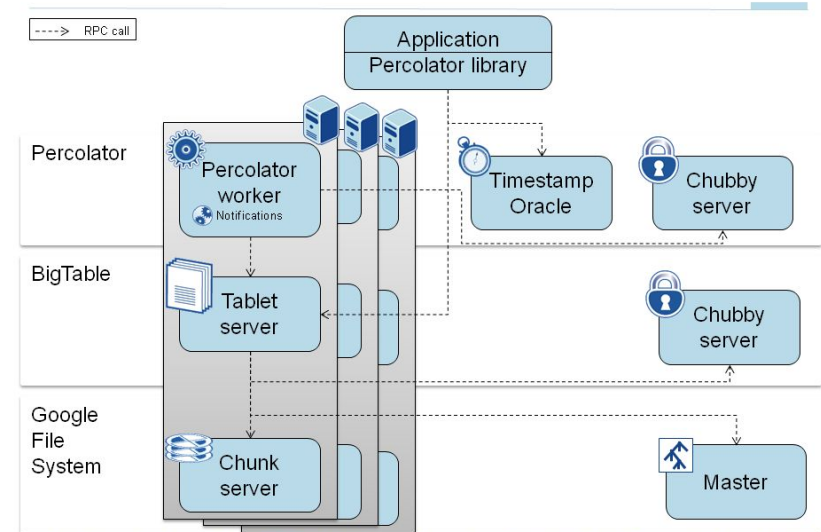 RPC call
Application
Percolator library
Percolator
Percolator
worker
Notifications
Timestamp
Oracle
Chubby
server
BigTable
Tablet
server
Chubby
server
Google
File
System
Chunk
server
Master